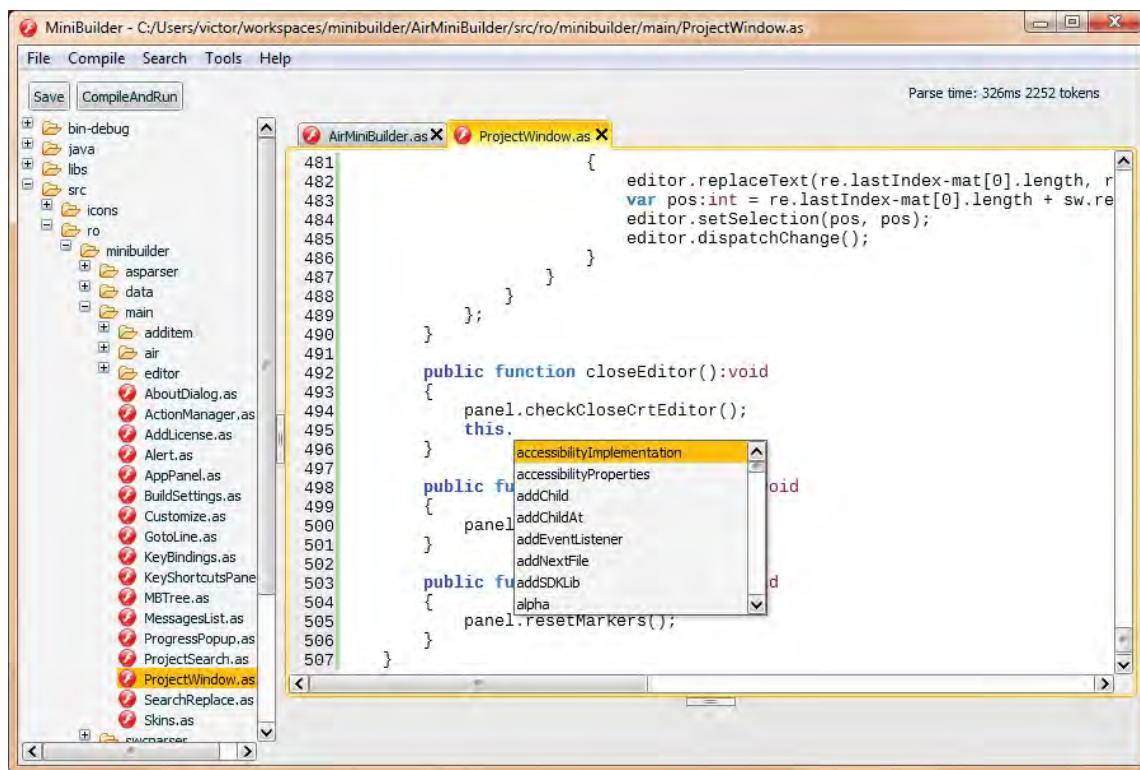 MiniBuilder - C:/Users/victor/workspaces/minibuilder/AirMiniBuilder/src/ro/minibuilder/main/ProjectWindow.as
File Compile Search Tools Help
Save CompileAndRun
Parse time: 326ms 2252 tokens
bin-debug
java
libs
src
icons
ro
minibuilder
asparser
data
main
additem
air
editor
AboutDialog.as
ActionManager.as
AddLicense.as
Alert.as
AppPanel.as
BuildSettings.as
Customize.as
GotoLine.as
KeyBindings.as
KeyShortcutsPane
MBTree.as
MessagesList.as
ProgressPopup.as
ProjectSearch.as
ProjectWindow.as
SearchReplace.as
Skins.as
swcparser
AirMiniBuilder.as ProjectWindow.as
481 {
482 editor.replaceText(re.lastIndex-mat[0].length, r
483 var pos:int = re.lastIndex-mat[0].length + sw.re
484 editor.setSelection(pos, pos);
485 editor.dispatchChange();
486 }
487 }
488 }
489 };
490 }
491
492 public function closeEditor():void
493 {
494 panel.checkCloseCrtEditor();
495 this.
496 }
497
498 public fu oid
499 {
500 panel
501 }
502
503 public fu d
504 {
505 panel.resetMarkers();
506 }
507 }
accessibilityImplementation
accessibilityProperties
addChild
addChildAt
addEventListener
addNextFile
addSDKLib
alpha